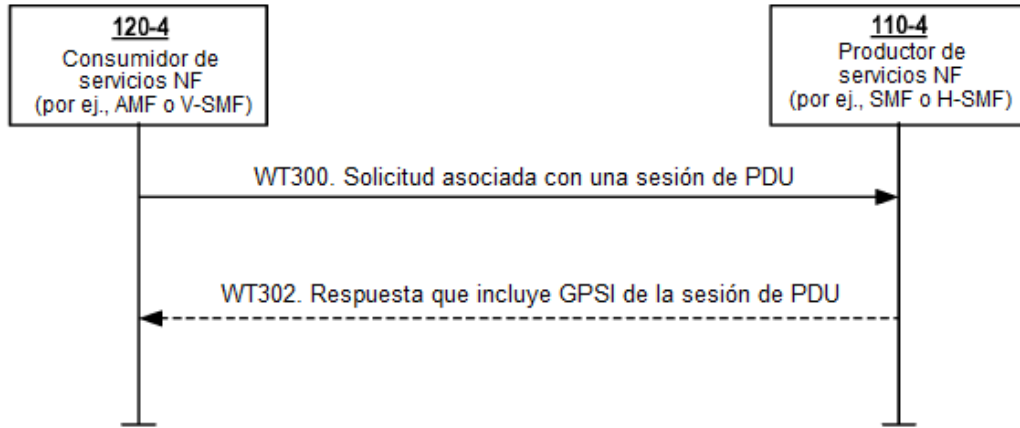 120-4
Consumidor de
servicios NF
(por ej., AMF o V-SMF)
110-4
Productor de
servicios NF
(por ej., SMF o H-SMF)
WT300. Solicitud asociada con una sesión de PDU
WT302. Respuesta que incluye GPSI de la sesión de PDU